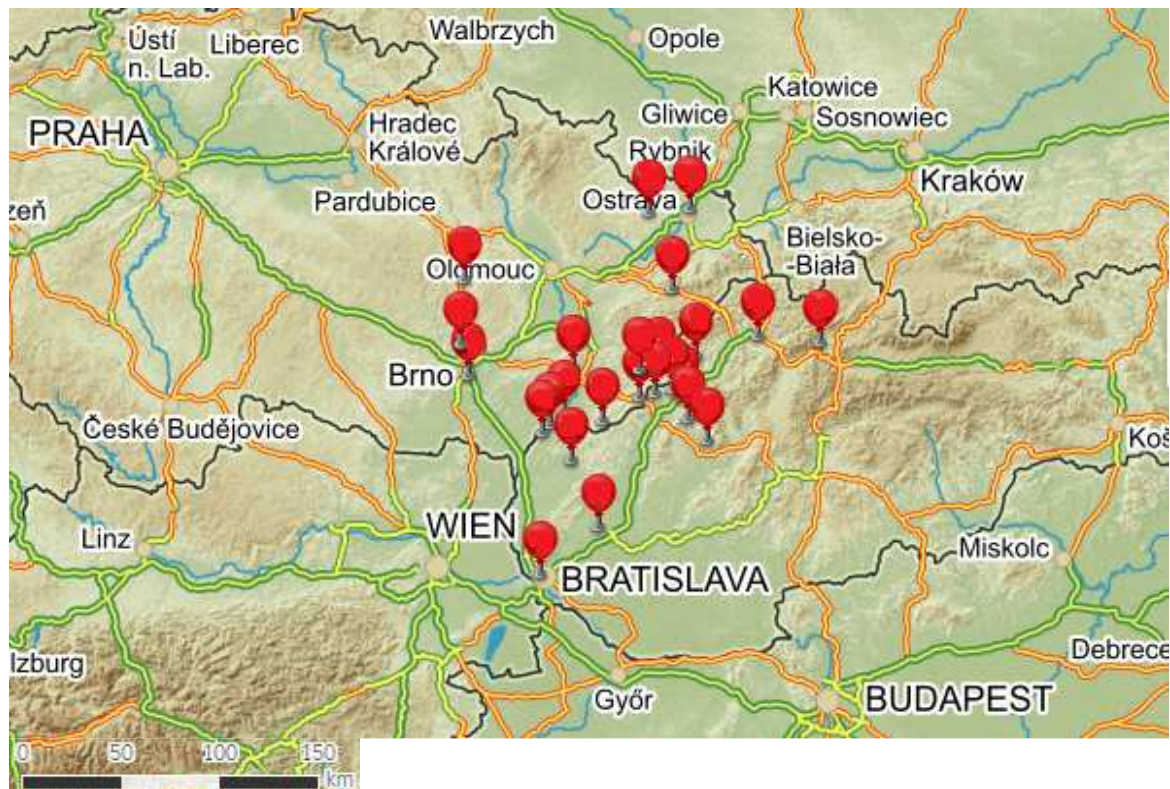 Walbrzych
Ústí
n. Lab.
Liberec
Opole
Katowice
Gliwice
Sosnowiec
PRAHA
Hradec
Králové
Rybnik
Kraków
Pardubice
Ostrava
zeň
Bielsko-
-Biała
Olomouc
Brno
České Budějovice
Koš
WIEN
Linz
Miskolc
BRATISLAVA
lzburg
Debrece
Győr
BUDAPEST
0 50 100 150
km